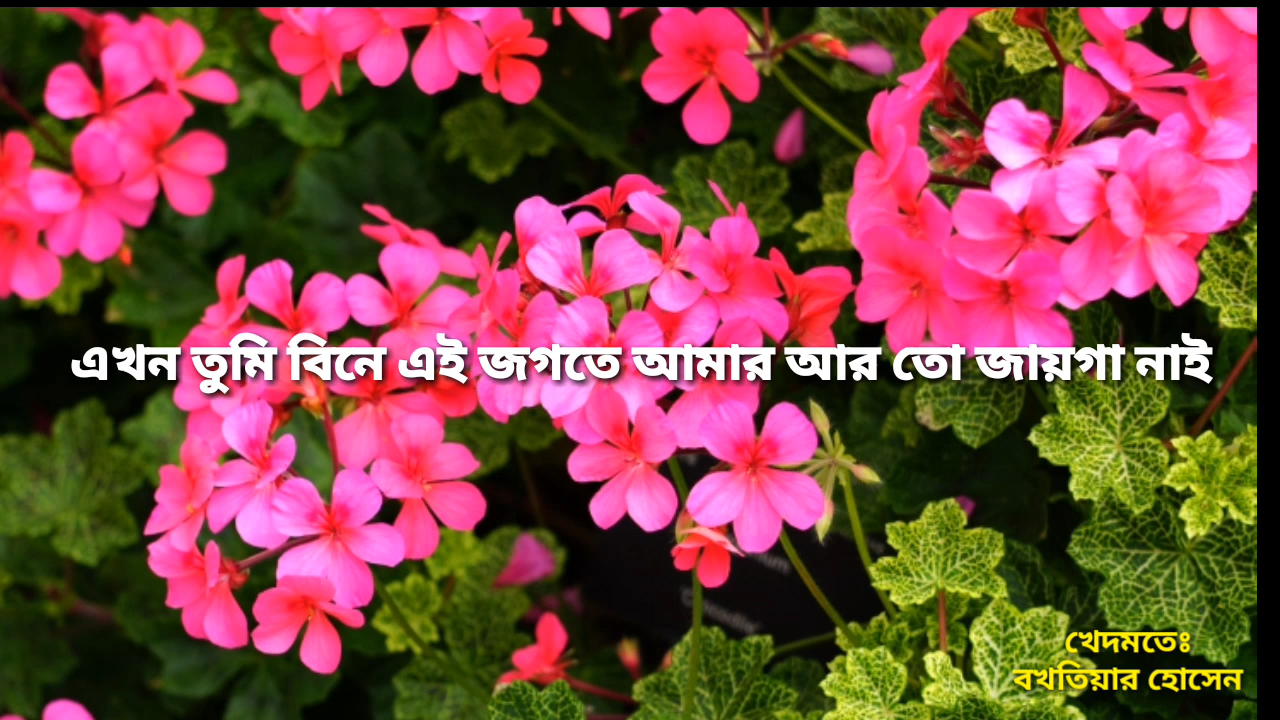 এখন তুমি বিনে এই জগতে আমার আর তো জায়গা নাই
খেদমতেঃ
বখতিয়ার হোসেন